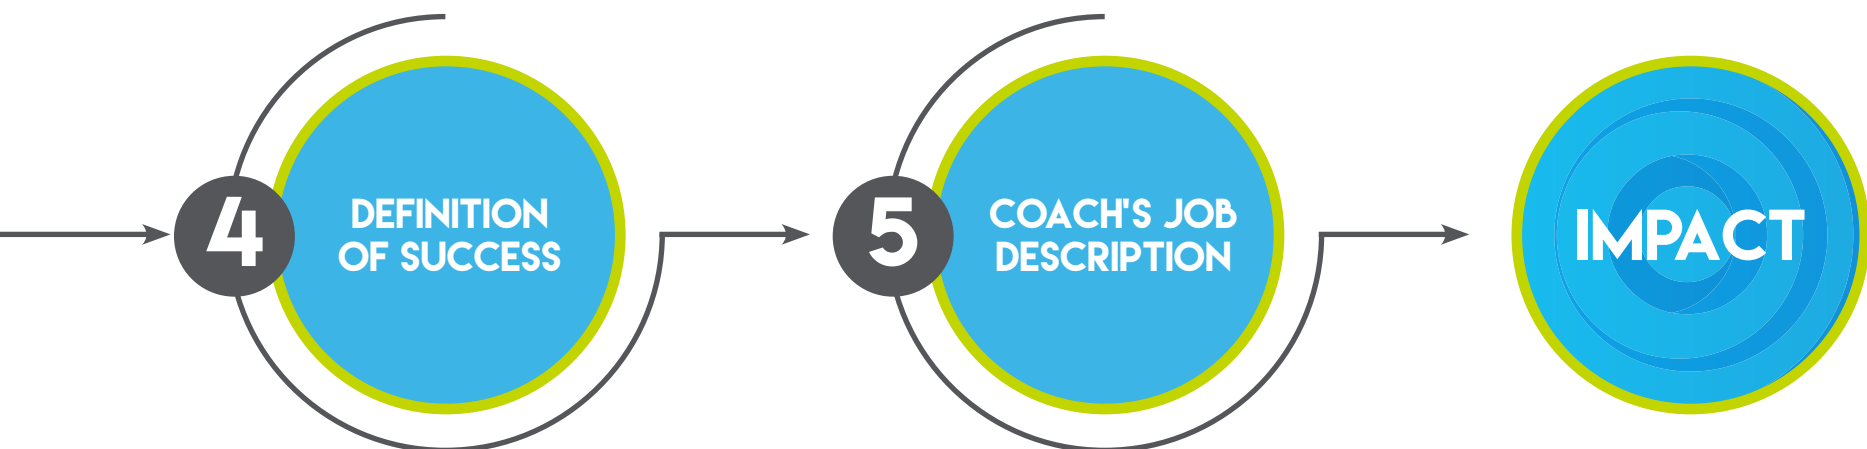 4
DEFINITION
OF SUCCESS
5
COACH'S JOB
DESCRIPTION
IMPACT